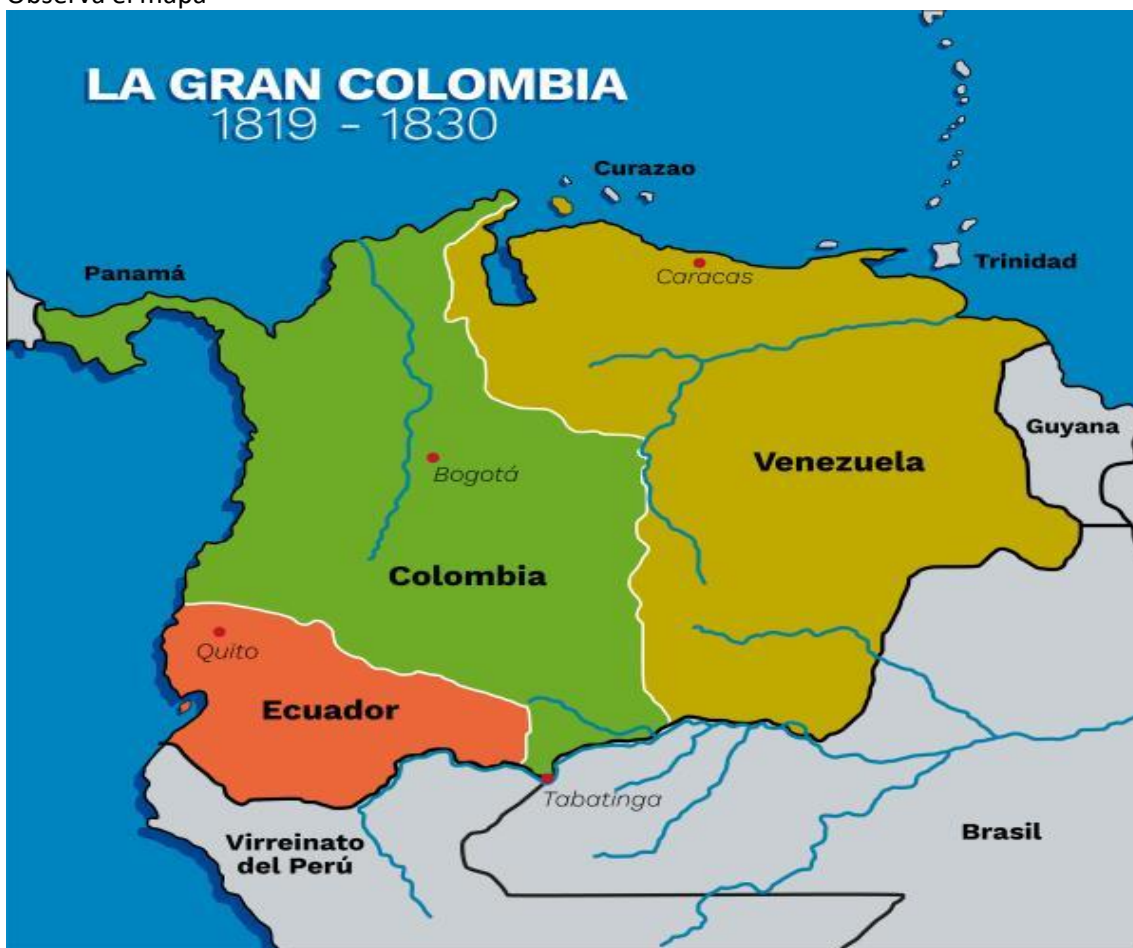 Observa el mapa
LA GRAN COLOMBIA
1819 - 1830
Curazao
Panamá
Trinidad
Caracas
Guyana
Bogotá
Venezuela
Colombia
Quito
Ecuador
Tabatinga
Virreinato
del Perú
Brasil